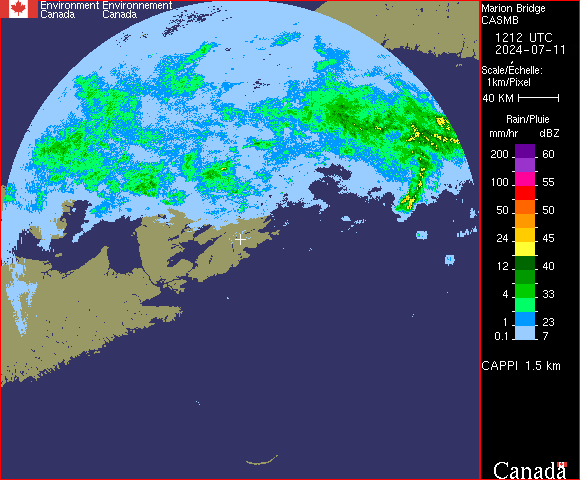 Environment Environnement
Canada Canada
Marion Bridge
CASMB
1212 UTC
2024-07-11
Scale/Échelle:
1km/Pixel
40 KM
Rain/Pluie
mm/hr dBZ
200 60
100 55
50 50
24 45
12 40
4 33
1 23
0.1 7
CAPPI 1.5 km
Canada